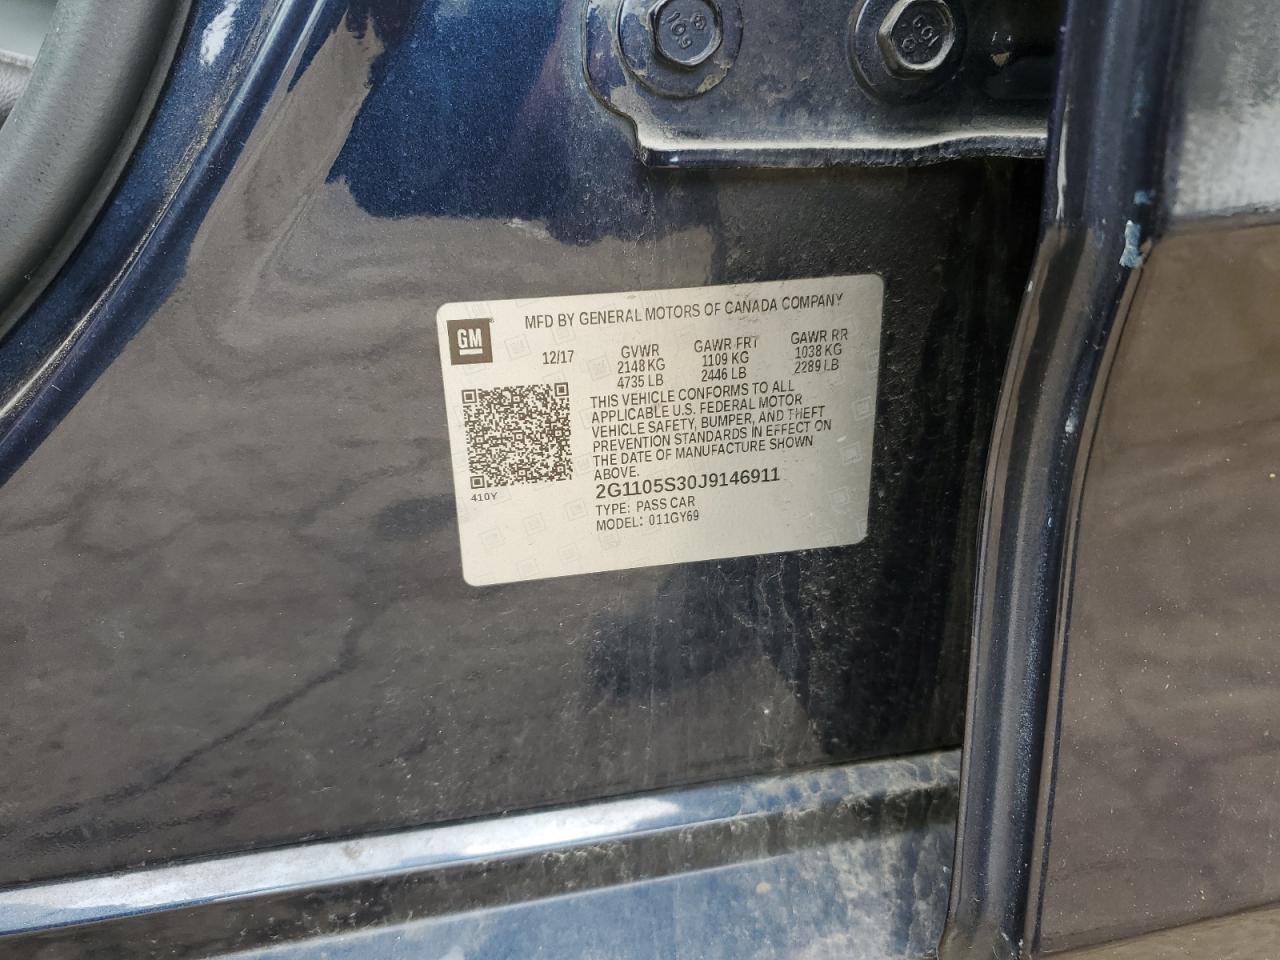 GM
MFD BY GENERAL MOTORS OF CANADA COMPANY
12/17
GVWR
2148 KG
4735 LB
GAWR FRT
1109 KG
2446 LB
GAWR RR
1038 KG
2289 LB
THIS VEHICLE CONFORMS TO ALL
APPLICABLE U.S. FEDERAL MOTOR
VEHICLE SAFETY, BUMPER, AND THEFT
PREVENTION STANDARDS IN EFFECT ON
THE DATE OF MANUFACTURE SHOWN
ABOVE.
410Y
2G1105S30J9146911
TYPE: PASS CAR
MODEL: 011GY69